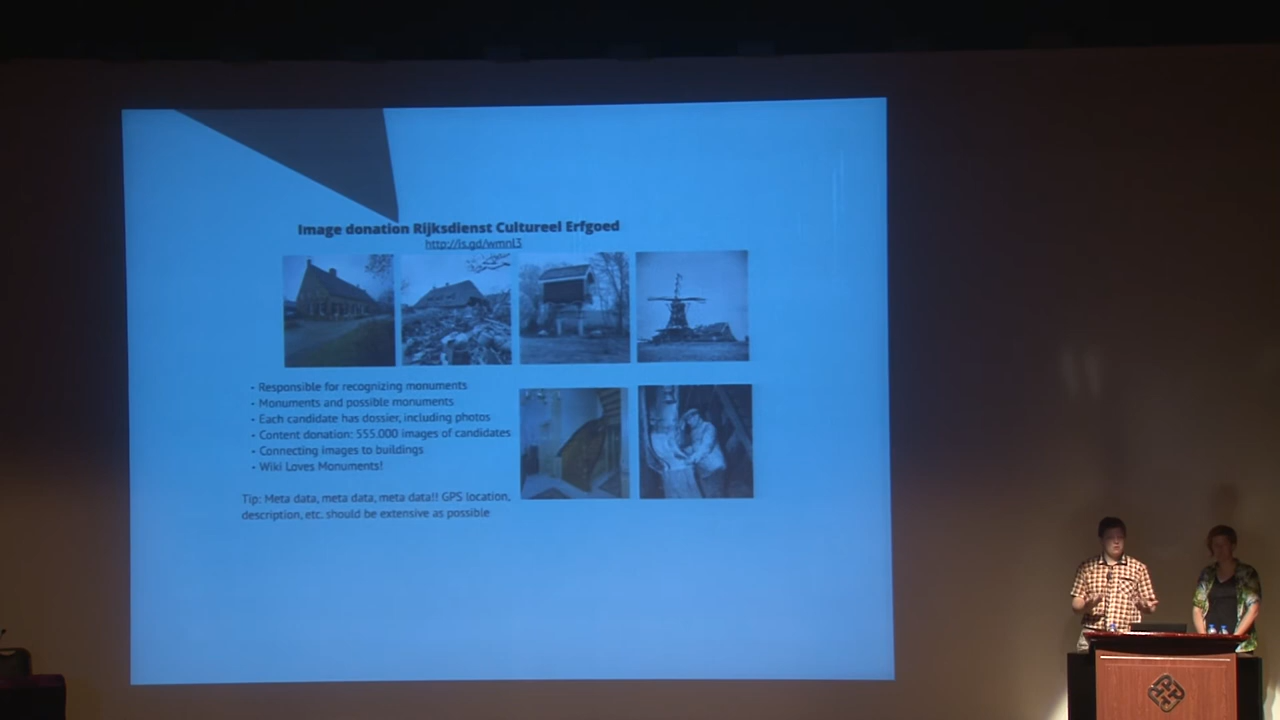 Image donation Rijksdienst Cultureel Erfgoed
http://is.gd/wmnl3
- Responsible for recognizing monuments
- Monuments and possible monuments
- Each candidate has dossier, including photos
- Content donation: 555.000 images of candidates
- Connecting images to buildings
- Wiki Loves Monuments!
Tip: Meta data, meta data, meta data!! GPS location,
description, etc. should be extensive as possible